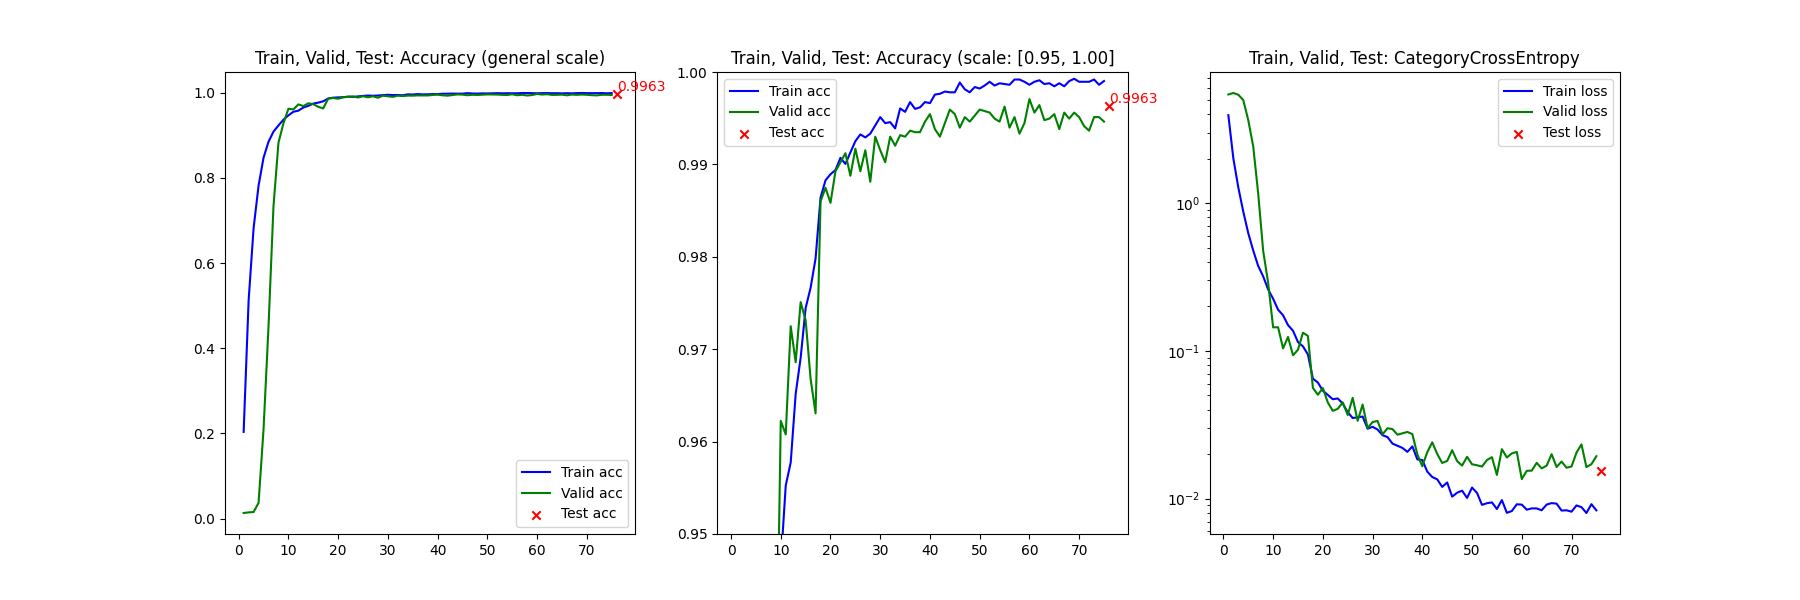 Train, Valid, Test: Accuracy (general scale)
1.0
0.8
0.6
0.4
0.2
0.0
0 10 20 30 40 50 60 70
0.9963
Train acc
Valid acc
Test acc
Train, Valid, Test: Accuracy (scale: [0.95, 1.00]
1.00
0.99
0.98
0.97
0.96
0.95
0 10 20 30 40 50 60 70
0.9963
Train acc
Valid acc
Test acc
Train, Valid, Test: CategoryCrossEntropy
10⁰
10⁻¹
10⁻²
0 10 20 30 40 50 60 70
Train loss
Valid loss
Test loss